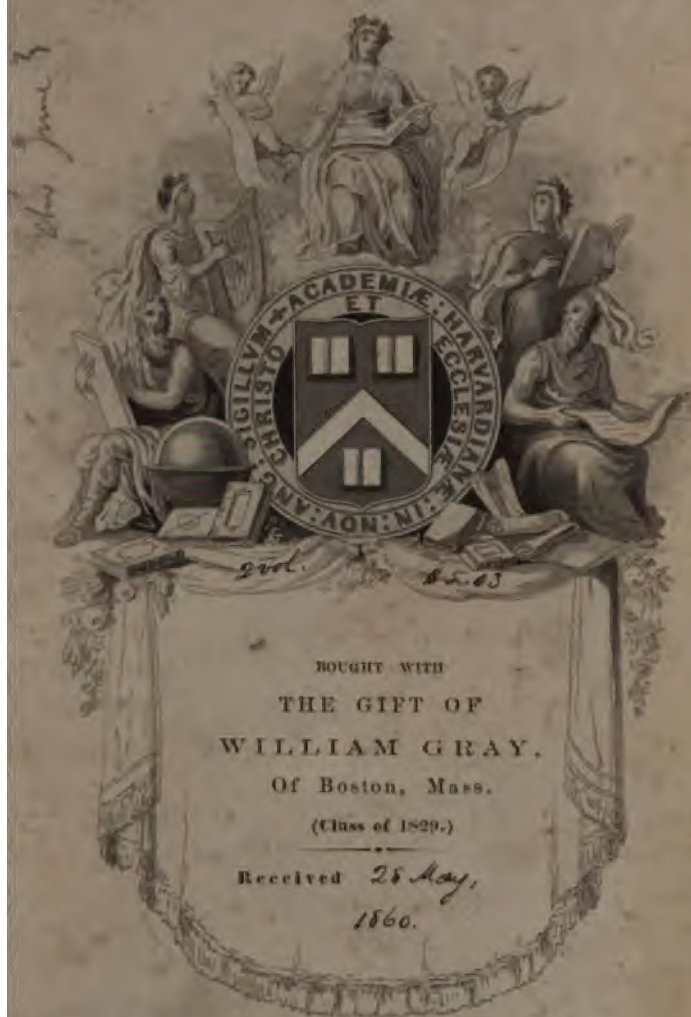 SIGILLVM + ACADEMIÆ : HARVARDIANÆ : IN : NOV : ANG :
CHRISTO ET ECCLESIÆ
2 vol.
BOUGHT WITH
THE GIFT OF
WILLIAM GRAY,
Of Boston, Mass.
(Class of 1829.)
Received 28 May,
1860.